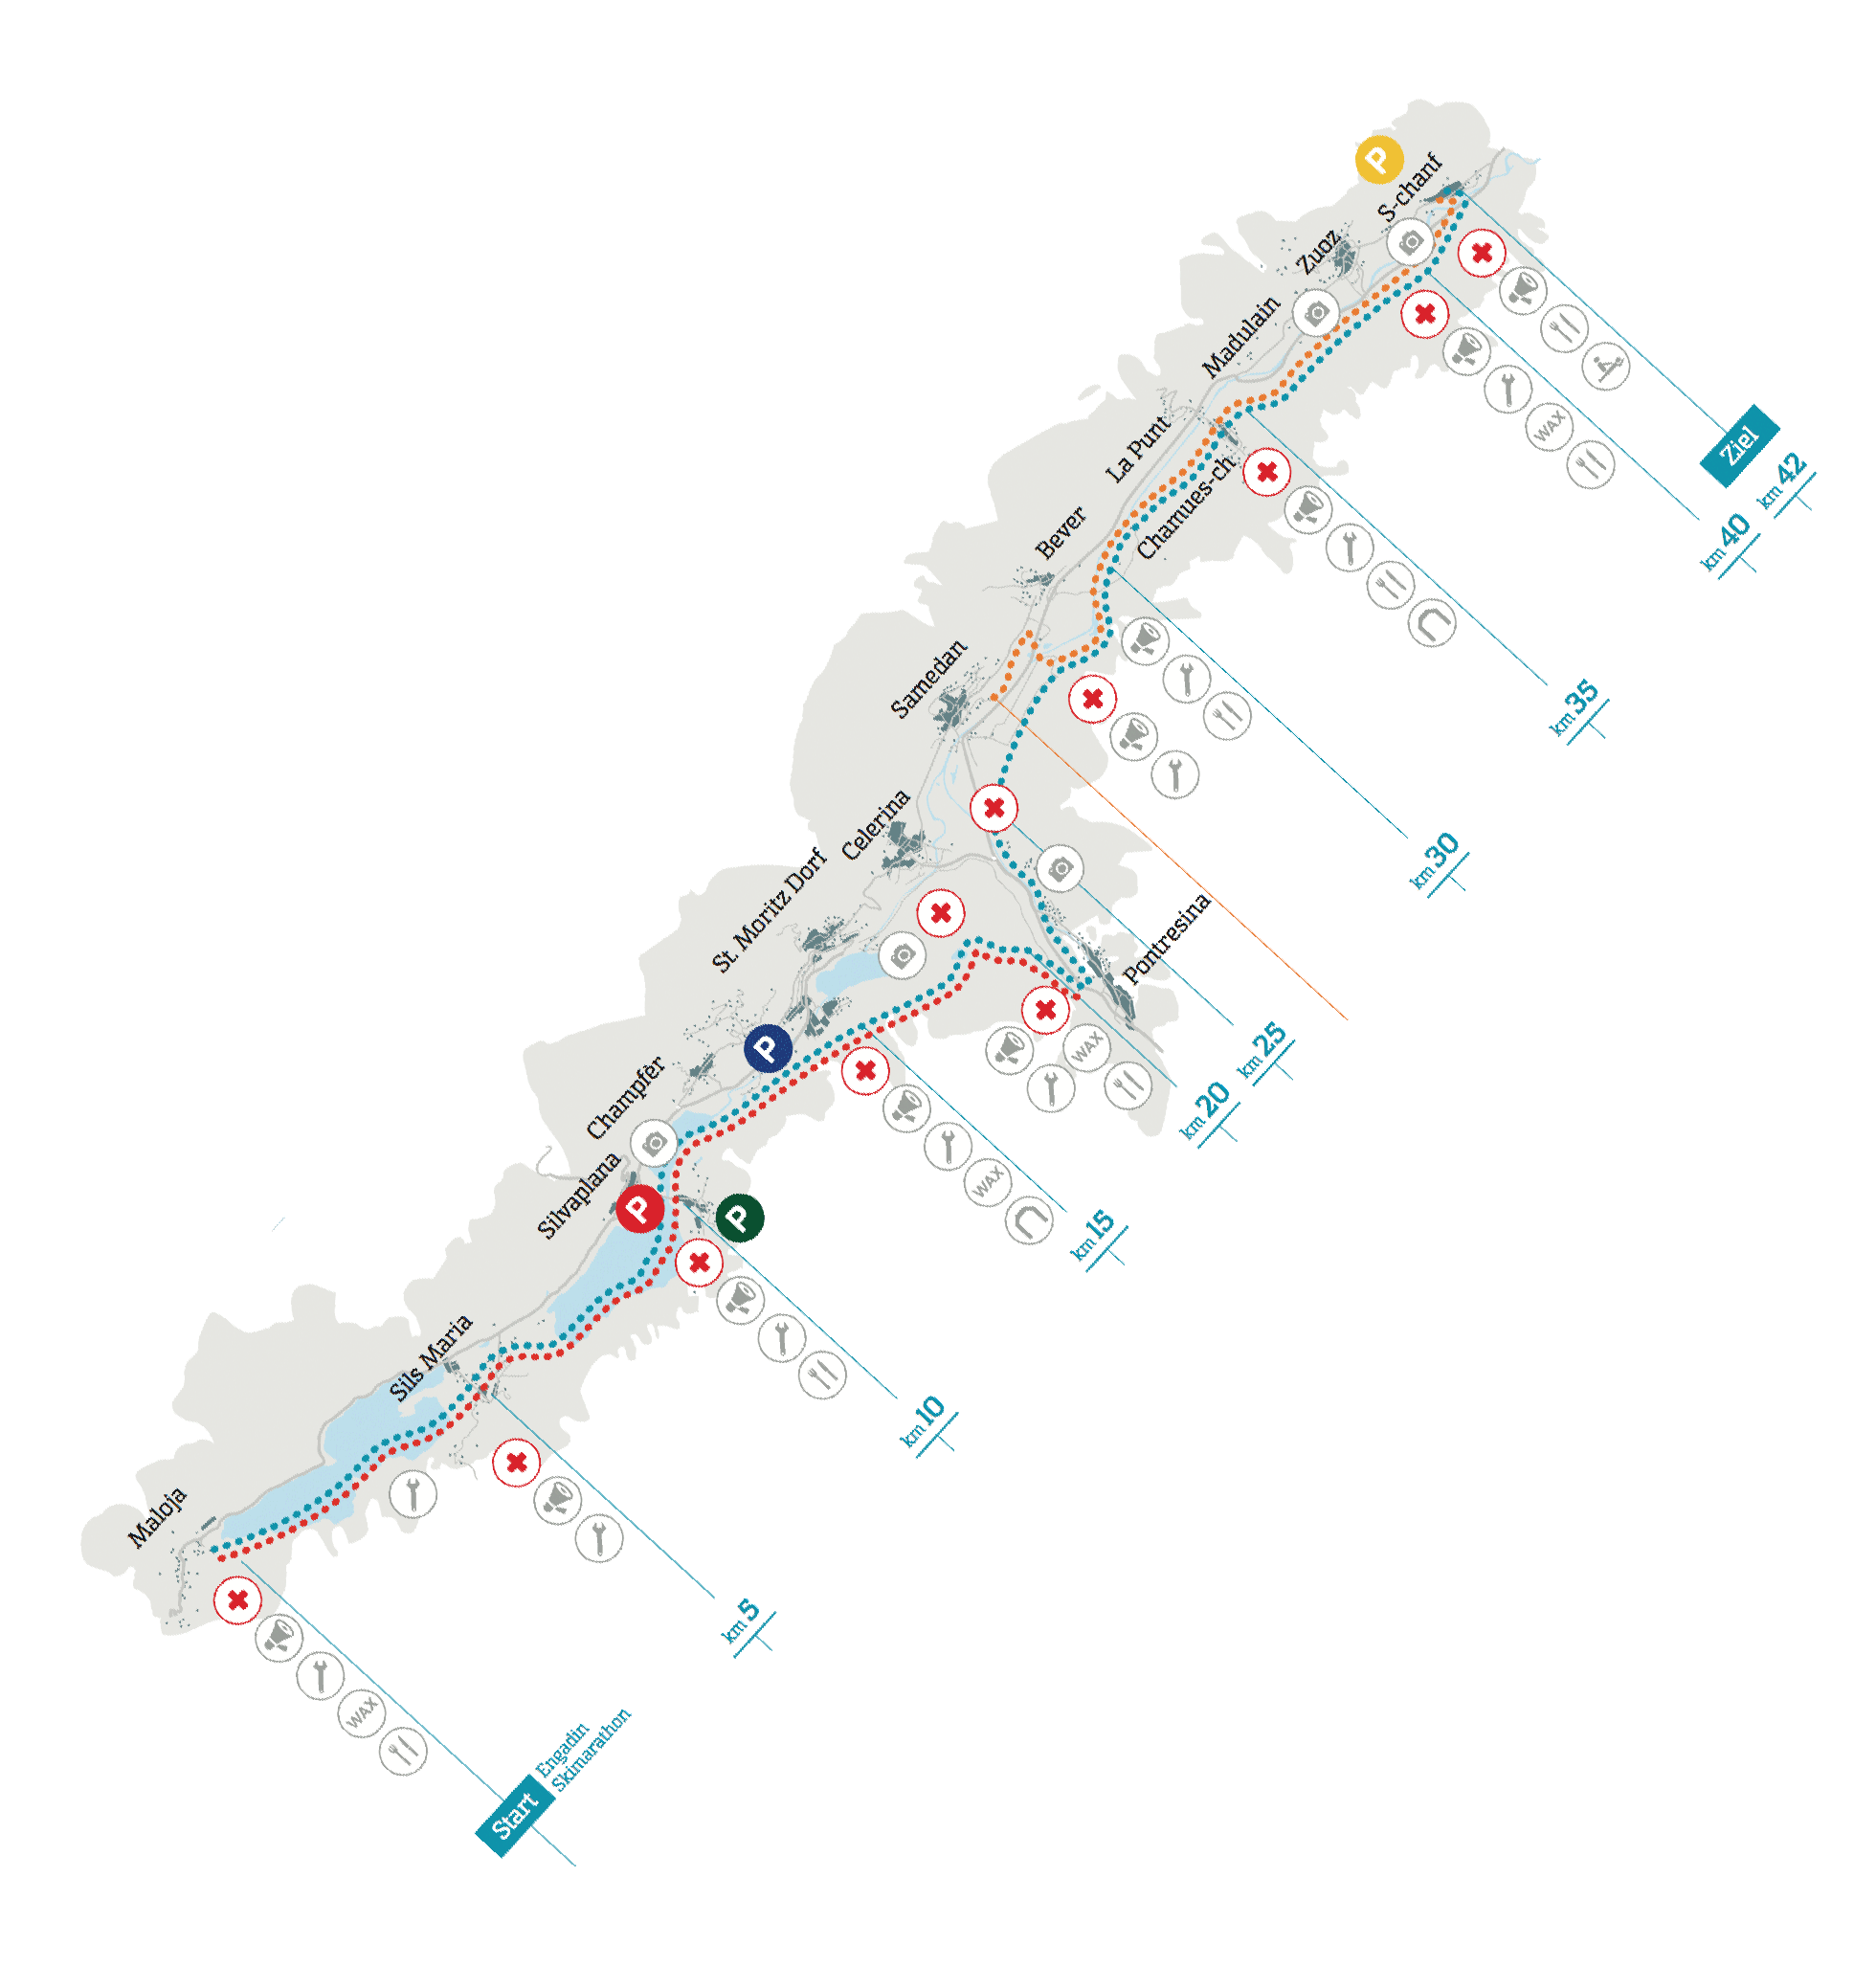 Maloja
Sils Maria
Silvaplana
Champfèr
St. Moritz Dorf
Celerina
Samedan
Bever
La Punt
Chamues-ch
Madulain
Zuoz
S-chanf
Pontresina
P
P
P
P
WAX
WAX
WAX
WAX
Start
Engadin
Skimarathon
km 5
km 10
km 15
km 20
km 25
km 30
km 35
km 40
km 42
Ziel